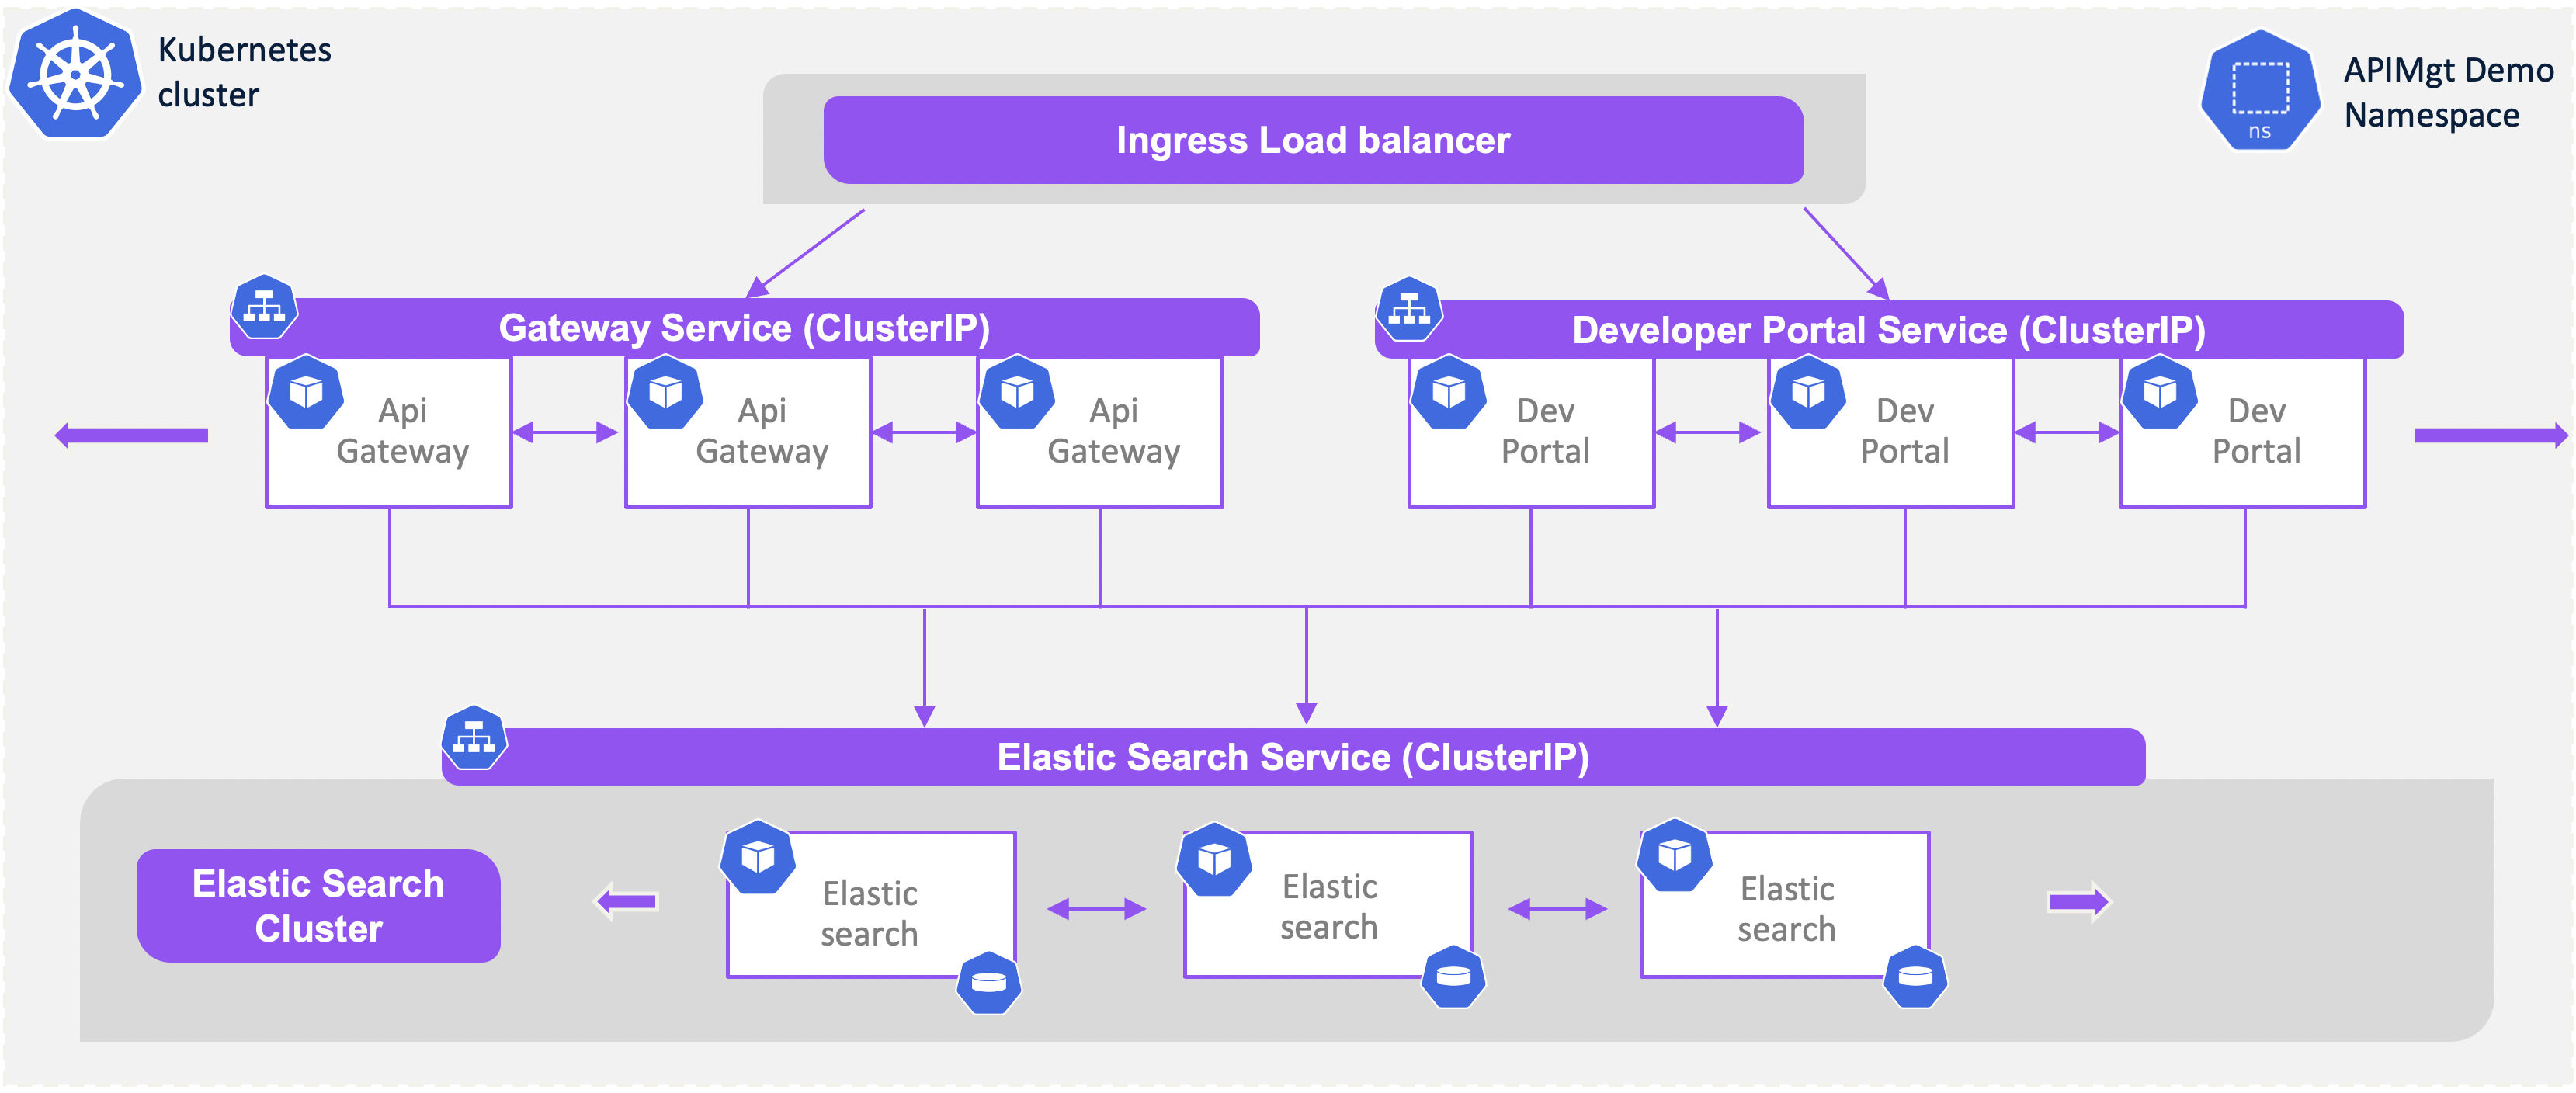 Kubernetes
cluster
APIMgt Demo
Namespace
ns
Ingress Load balancer
Gateway Service (ClusterIP)
Developer Portal Service (ClusterIP)
Api
Gateway
Api
Gateway
Api
Gateway
Dev
Portal
Dev
Portal
Dev
Portal
Elastic Search Service (ClusterIP)
Elastic Search
Cluster
Elastic
search
Elastic
search
Elastic
search